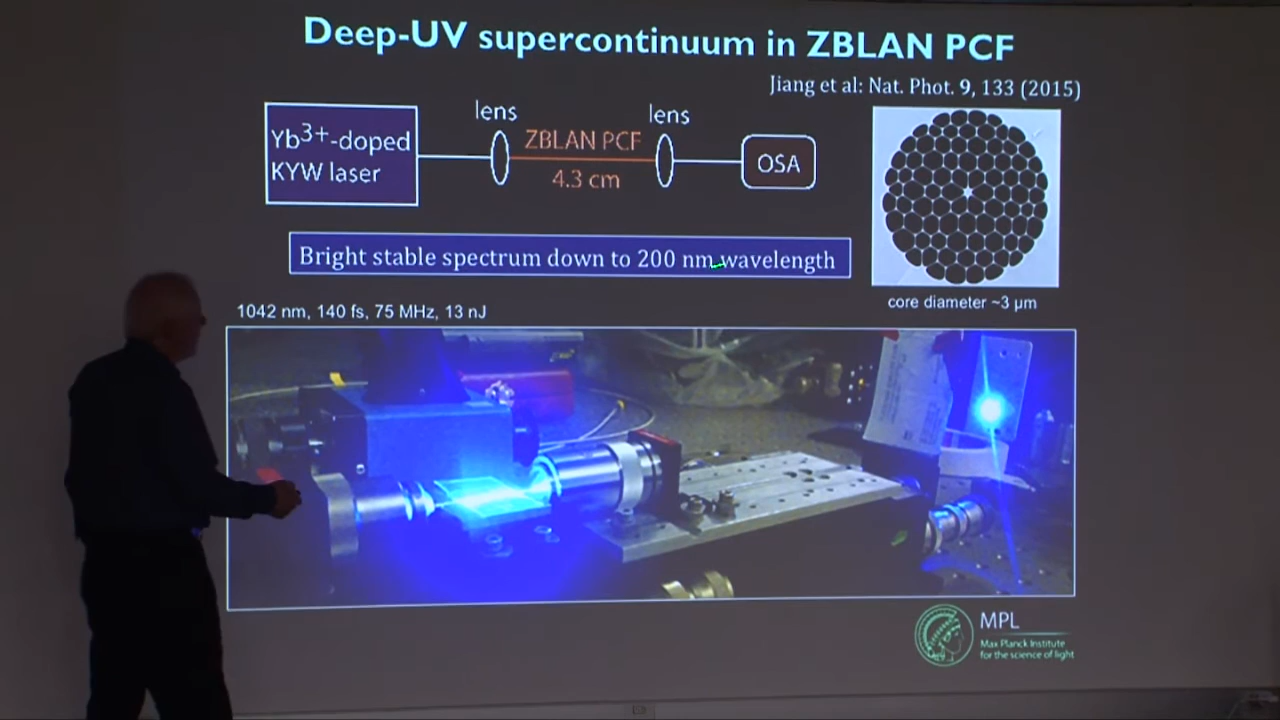 Deep-UV supercontinuum in ZBLAN PCF
Jiang et al: Nat. Phot. 9, 133 (2015)
Yb3+-doped
KYW laser
lens
ZBLAN PCF
4.3 cm
lens
OSA
Bright stable spectrum down to 200 nm wavelength
core diameter ~3 μm
1042 nm, 140 fs, 75 MHz, 13 nJ
MPL
Max Planck Institute
for the science of light